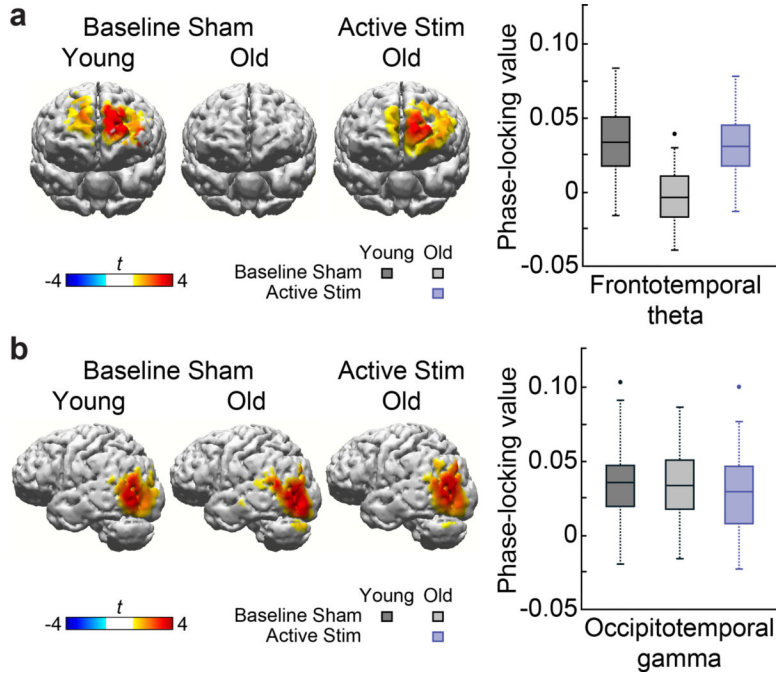 a
Baseline Sham Active Stim
Young Old Old
t
-4 4
Young Old
Baseline Sham
Active Stim
Phase-locking value
0.10
0.05
0
-0.05
Frontotemporal
theta
b
Baseline Sham Active Stim
Young Old Old
t
-4 4
Young Old
Baseline Sham
Active Stim
Phase-locking value
0.10
0.05
0
-0.05
Occipitotemporal
gamma